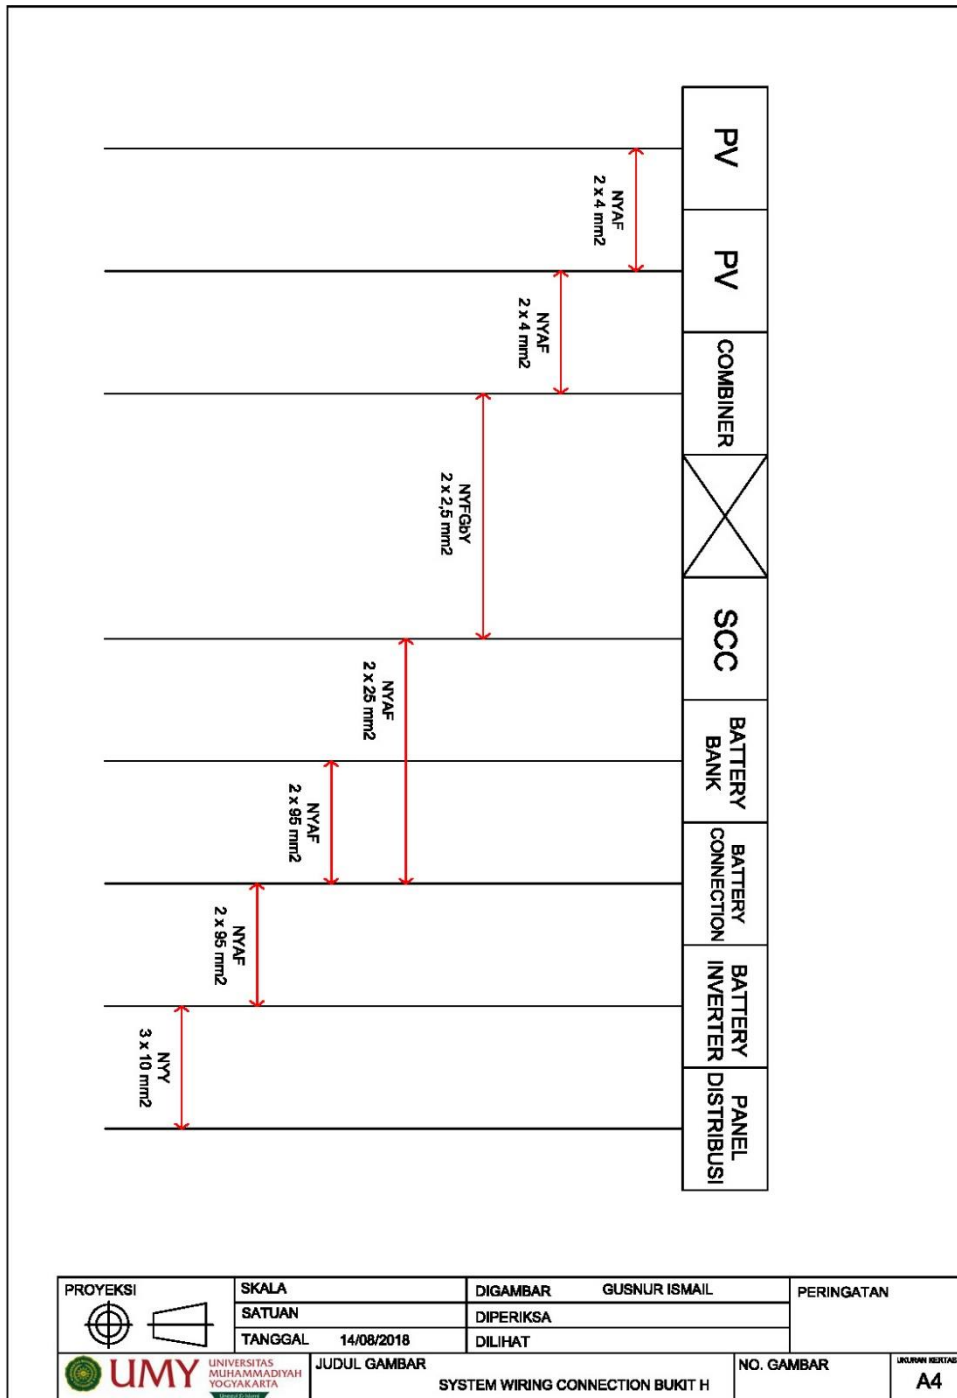 PV
PV
COMBINER
SCC
BATTERY
BANK
BATTERY
CONNECTION
BATTERY
INVERTER
PANEL
DISTRIBUSI
NYAF
2 x 4 mm2
NYAF
2 x 4 mm2
NYFGbY
2 x 2,5 mm2
NYAF
2 x 25 mm2
NYAF
2 x 95 mm2
NYAF
2 x 95 mm2
NYY
3 x 10 mm2
PROYEKSI
SKALA
DIGAMBAR GUSNUR ISMAIL
PERINGATAN
SATUAN
DIPERIKSA
TANGGAL 14/08/2018
DILIHAT
UMY
UNIVERSITAS
MUHAMMADIYAH
YOGYAKARTA
JUDUL GAMBAR
SYSTEM WIRING CONNECTION BUKIT H
NO. GAMBAR
UKURAN KERTAS
A4